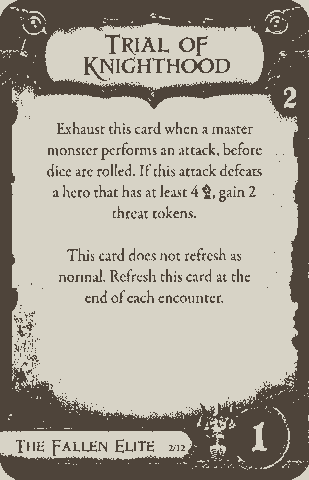 TRIAL OF
KNIGHTHOOD
2
Exhaust this card when a master
monster performs an attack, before
dice are rolled. If this attack defeats
a hero that has at least 4 , gain 2
threat tokens.
This card does not refresh as
normal. Refresh this card at the
end of each encounter.
THE FALLEN ELITE 2/12
1